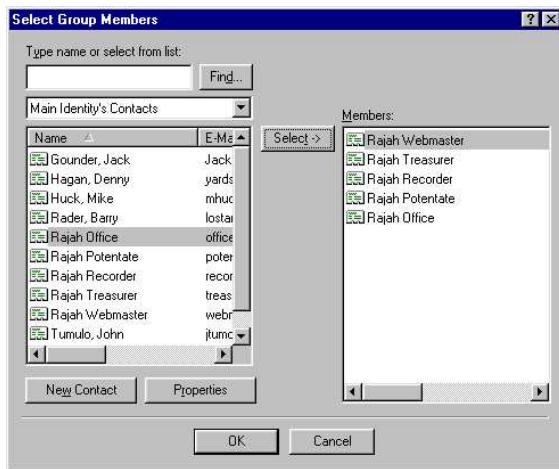 Select Group Members
Type name or select from list:
Find...
Main Identity's Contacts
Name E-Ma
Gounder, Jack Jack
Hagan, Denny yards
Huck, Mike mhuc
Rader, Barry lostar
Rajah Office office
Rajah Potentate poter
Rajah Recorder recor
Rajah Treasurer treas
Rajah Webmaster webr
Tumulo, John jtumo
New Contact Properties
Select ->
Members:
Rajah Webmaster
Rajah Treasurer
Rajah Recorder
Rajah Potentate
Rajah Office
OK Cancel